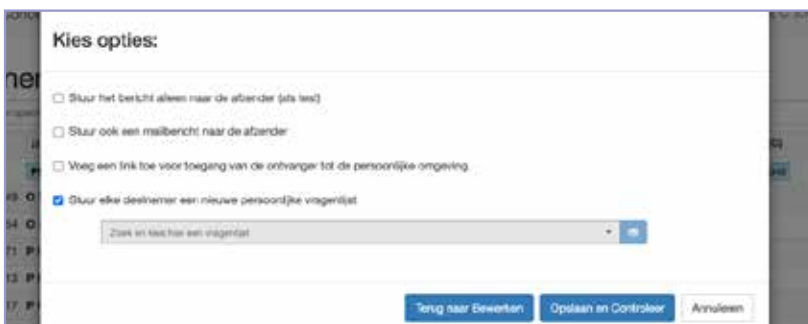 Kies opties:
Stuur het bericht alleen naar de afzender (als test)
Stuur ook een mailbericht naar de afzender
Voeg een link toe voor toegang van de ontvanger tot de persoonlijke omgeving
Stuur elke deelnemer een nieuwe persoonlijke vragenlijst
Zoek en kies hier een vragenlijst
Terug naar Bewerken
Opslaan en Controleer
Annuleren